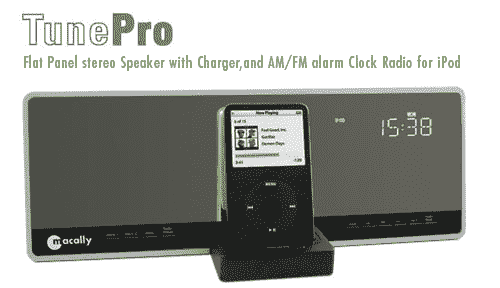 TunePro
Flat Panel stereo Speaker with Charger,and AM/FM alarm Clock Radio for iPod
Now Playing
Feel Good, Inc.
Gorillaz
Demon Days
MENU
15:38
macally